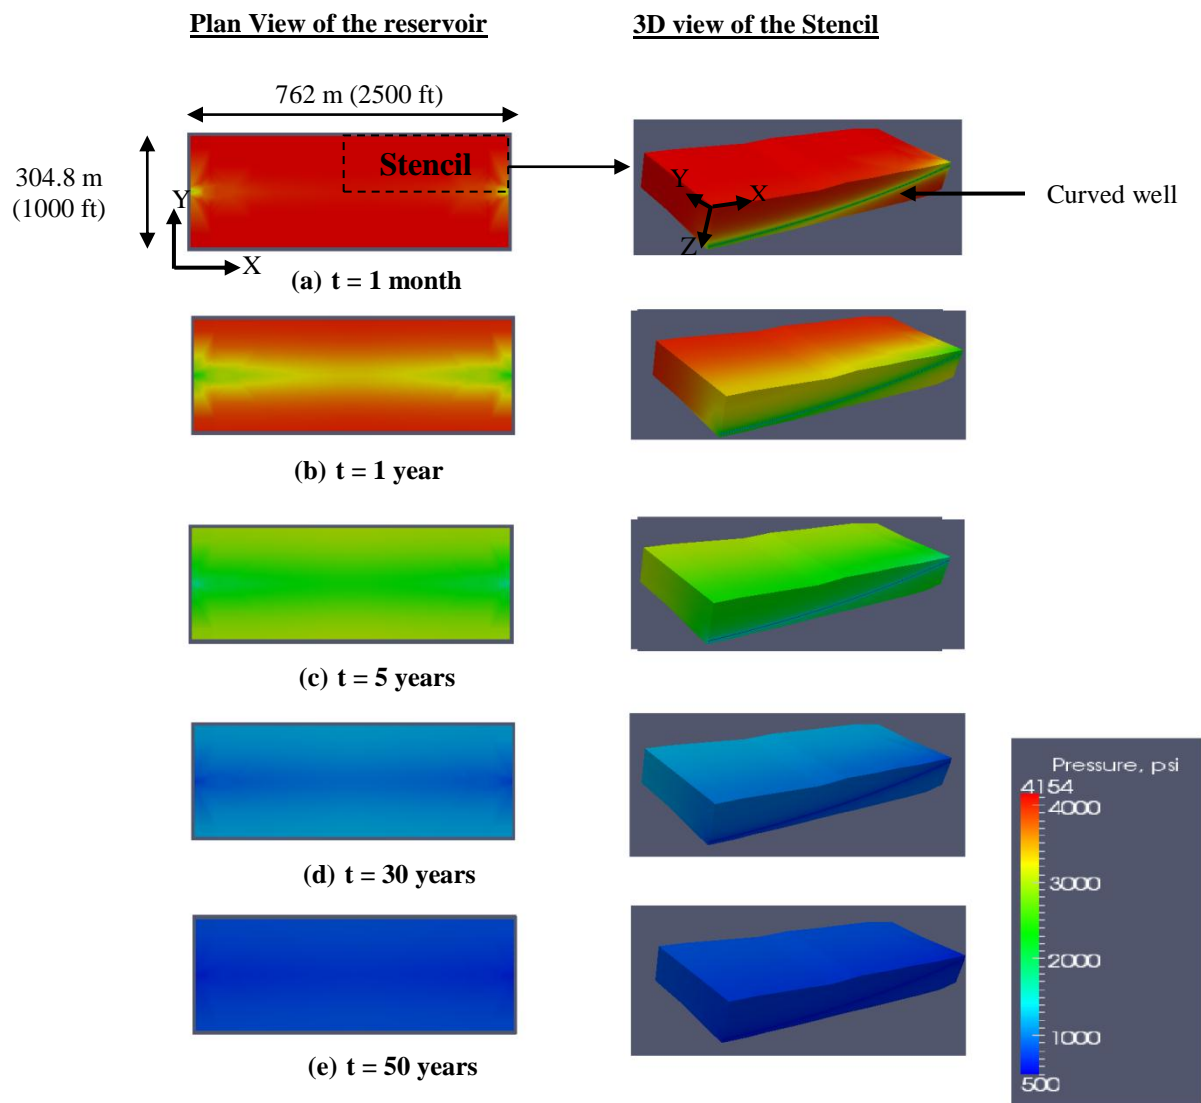 Plan View of the reservoir
3D view of the Stencil
762 m (2500 ft)
304.8 m
(1000 ft)
Stencil
Y
X
Y
X
Z
Curved well
(a) t = 1 month
(b) t = 1 year
(c) t = 5 years
(d) t = 30 years
(e) t = 50 years
Pressure, psi
4154
4000
3000
2000
1000
500